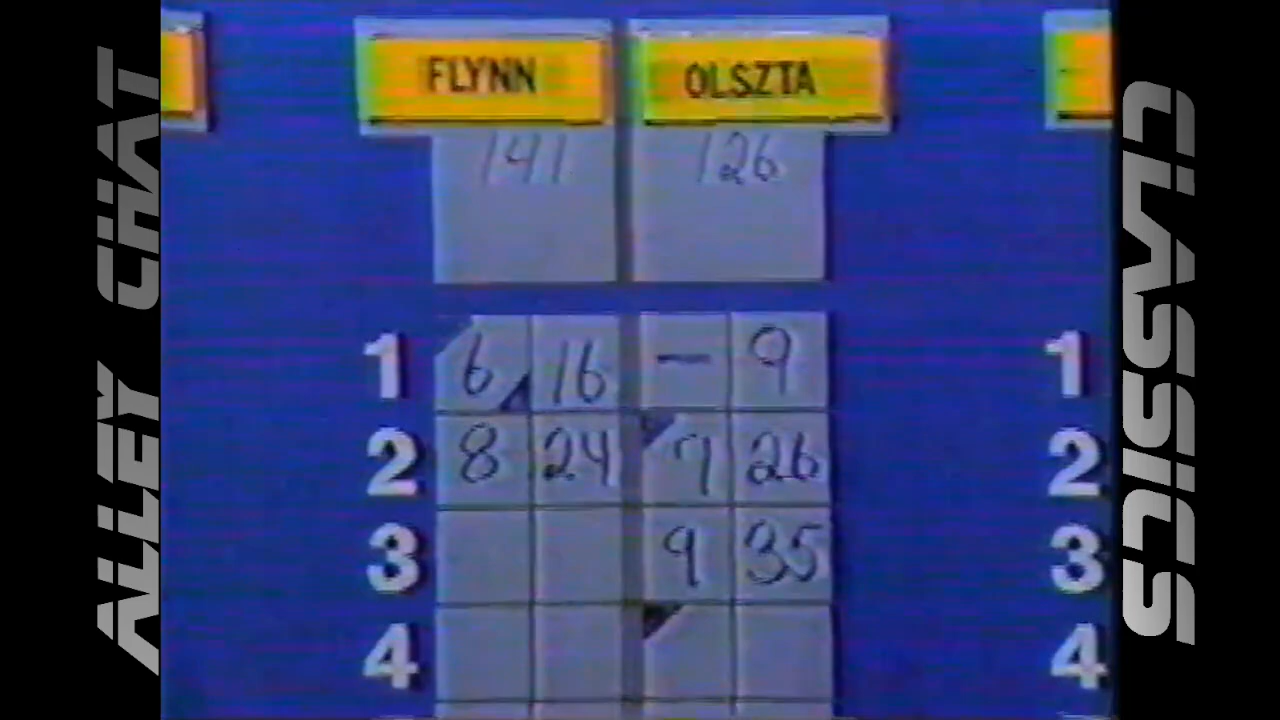 ALLEY CHAT
FLYNN OLSZTA
141 126
1 6 16 - 9 1
2 8 24 7 26 2
3 9 35 3
4 4
CLASSICS